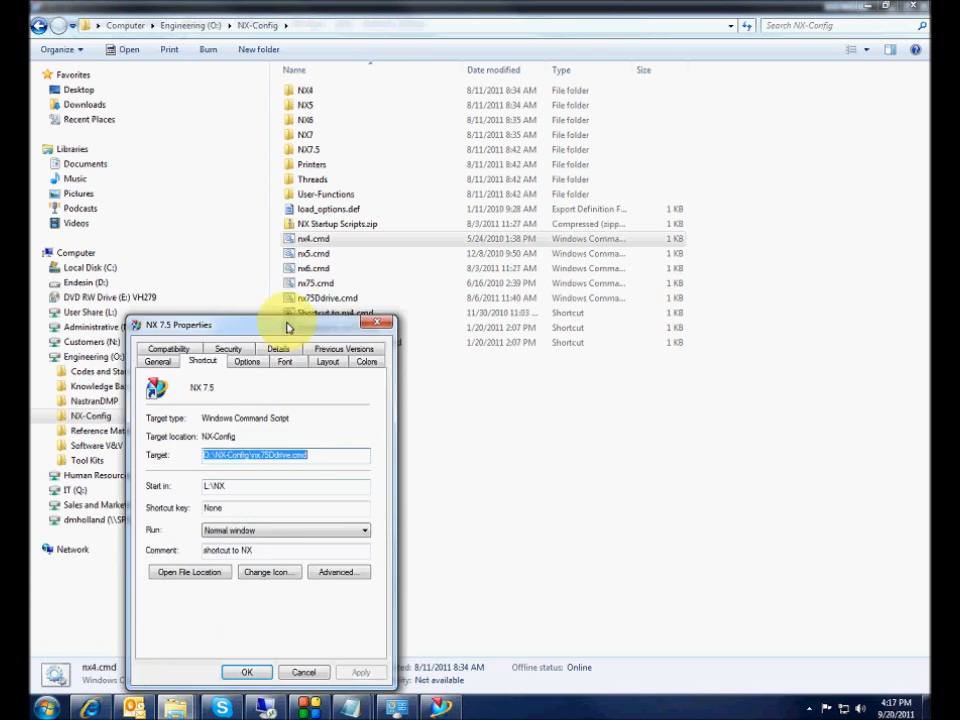 Computer ▸ Engineering (O:) ▸ NX-Config ▸
Search NX-Config
Organize ▾ Open Print Burn New folder
Name Date modified Type Size
Favorites
Desktop
Downloads
Recent Places
Libraries
Documents
Music
Pictures
Podcasts
Videos
Computer
Local Disk (C:)
Endesin (D:)
DVD RW Drive (E:) VH279
User Share (L:)
Administrative
Customers (N:)
Engineering (O:)
Codes and Sta
Knowledge Ba
NastranDMP
NX-Config
Reference Mat
Software V&V
Tool Kits
Human Resourc
IT (Q:)
Sales and Marke
dmholland (\\SF
Network
NX4 8/11/2011 8:34 AM File folder
NX5 8/11/2011 8:34 AM File folder
NX6 8/11/2011 8:35 AM File folder
NX7 8/11/2011 8:35 AM File folder
NX7.5 8/11/2011 8:42 AM File folder
Printers 8/11/2011 8:42 AM File folder
Threads 8/11/2011 8:42 AM File folder
User-Functions 8/11/2011 8:42 AM File folder
load_options.def 1/11/2010 9:28 AM Export Definition F... 1 KB
NX Startup Scripts.zip 8/3/2011 11:27 AM Compressed (zipp... 1 KB
nx4.cmd 5/24/2010 1:38 PM Windows Comma... 1 KB
nx5.cmd 12/8/2010 9:50 AM Windows Comma... 1 KB
nx6.cmd 8/3/2011 11:27 AM Windows Comma... 1 KB
nx75.cmd 6/16/2010 2:39 PM Windows Comma... 1 KB
nx75Ddrive.cmd 8/6/2011 11:40 AM Windows Comma... 1 KB
Shortcut to nx4.cmd 11/30/2010 11:03 ... Shortcut 1 KB
1/20/2011 2:07 PM Shortcut 1 KB
1/20/2011 2:07 PM Shortcut 1 KB
NX 7.5 Properties
Compatibility Security Details Previous Versions
General Shortcut Options Font Layout Colors
NX 7.5
Target type: Windows Command Script
Target location: NX-Config
Target: D:\NX-Config\nx75Ddrive.cmd
Start in: L:\NX
Shortcut key: None
Run: Normal window
Comment: shortcut to NX
Open File Location Change Icon... Advanced...
OK Cancel Apply
nx4.cmd
Windows C
ted: 8/11/2011 8:34 AM Offline status: Online
Not available
4:17 PM
9/20/2011